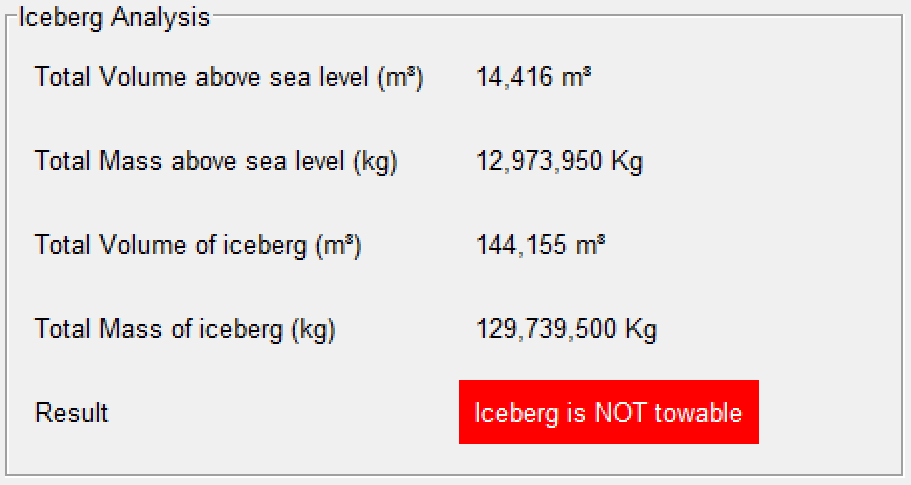 Iceberg Analysis
Total Volume above sea level (m³) 14,416 m³
Total Mass above sea level (kg) 12,973,950 Kg
Total Volume of iceberg (m³) 144,155 m³
Total Mass of iceberg (kg) 129,739,500 Kg
Result Iceberg is NOT towable